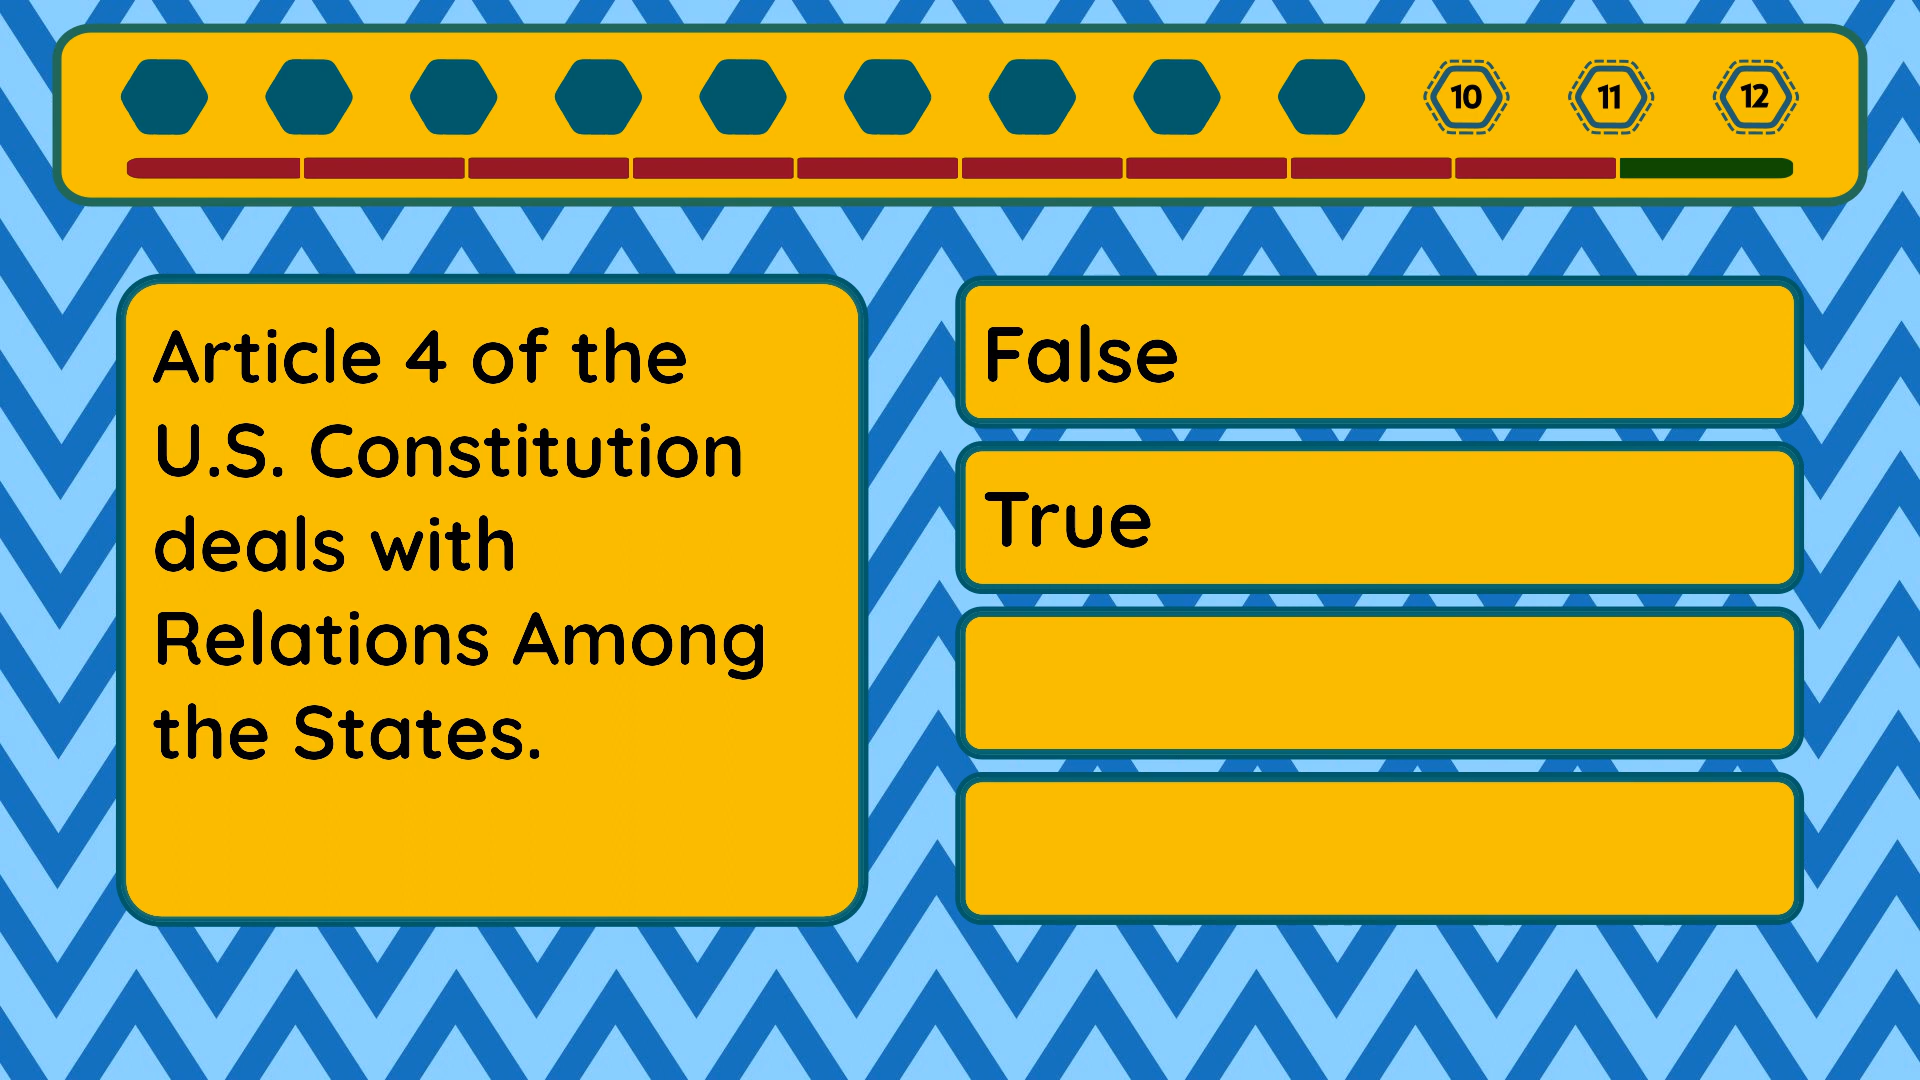 10 11 12
Article 4 of the
U.S. Constitution
deals with
Relations Among
the States.
False
True